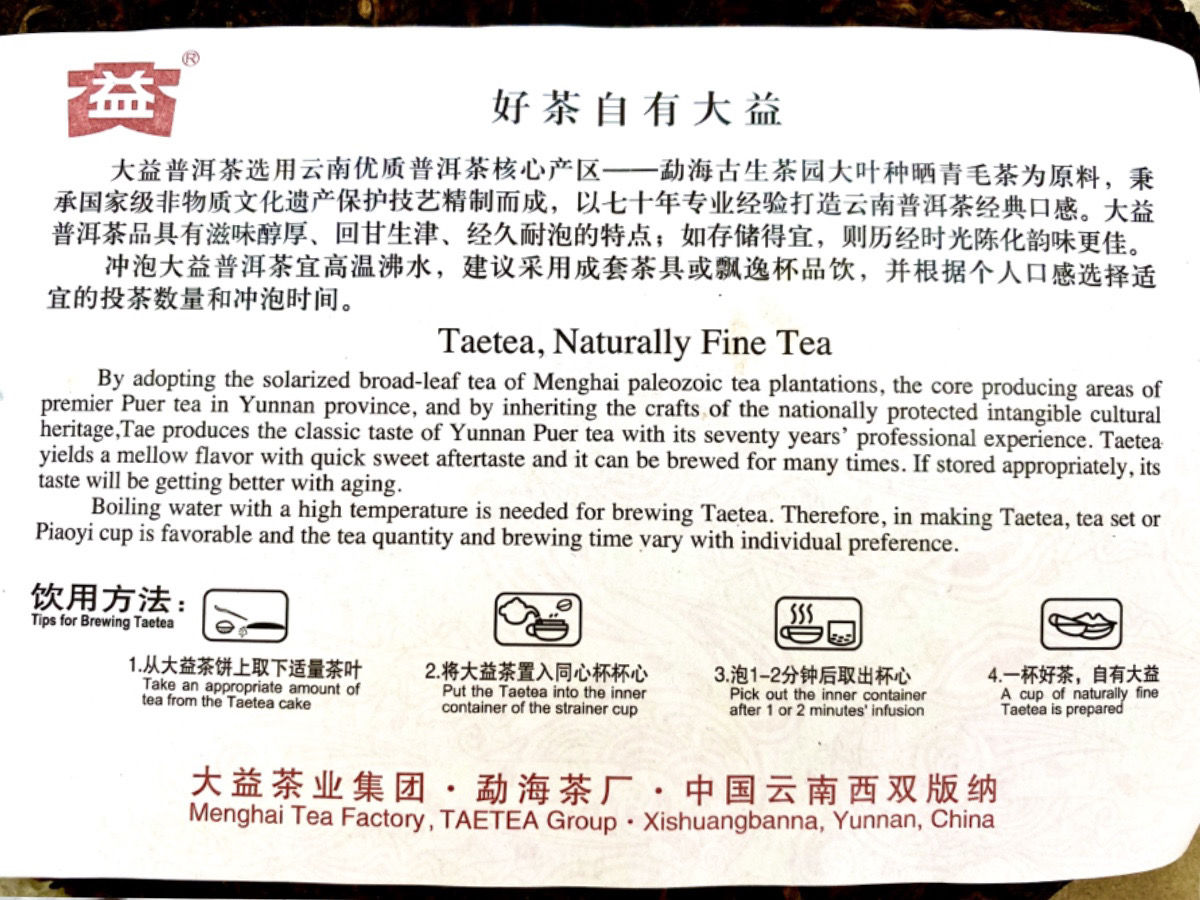 益®
好茶自有大益
大益普洱茶选用云南优质普洱茶核心产区——勐海古生茶园大叶种晒青毛茶为原料，秉
承国家级非物质文化遗产保护技艺精制而成，以七十年专业经验打造云南普洱茶经典口感。大益
普洱茶品具有滋味醇厚、回甘生津、经久耐泡的特点；如存储得宜，则历经时光陈化韵味更佳。
冲泡大益普洱茶宜高温沸水，建议采用成套茶具或飘逸杯品饮，并根据个人口感选择适
宜的投茶数量和冲泡时间。
Taetea, Naturally Fine Tea
By adopting the solarized broad-leaf tea of Menghai paleozoic tea plantations, the core producing areas of
premier Puer tea in Yunnan province, and by inheriting the crafts of the nationally protected intangible cultural
heritage,Tae produces the classic taste of Yunnan Puer tea with its seventy years' professional experience. Taetea
yields a mellow flavor with quick sweet aftertaste and it can be brewed for many times. If stored appropriately, its
taste will be getting better with aging.
Boiling water with a high temperature is needed for brewing Taetea. Therefore, in making Taetea, tea set or
Piaoyi cup is favorable and the tea quantity and brewing time vary with individual preference.
饮用方法：
Tips for Brewing Taetea
1.从大益茶饼上取下适量茶叶
Take an appropriate amount of
tea from the Taetea cake
2.将大益茶置入同心杯杯心
Put the Taetea into the inner
container of the strainer cup
3.泡1-2分钟后取出杯心
Pick out the inner container
after 1 or 2 minutes' infusion
4.一杯好茶，自有大益
A cup of naturally fine
Taetea is prepared
大益茶业集团·勐海茶厂·中国云南西双版纳
Menghai Tea Factory, TAETEA Group · Xishuangbanna, Yunnan, China